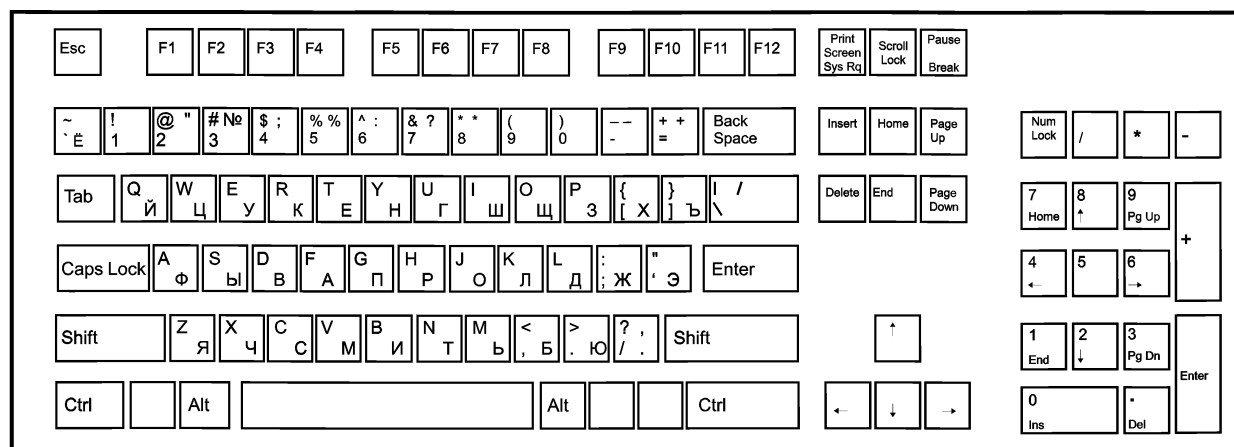 Esc F1 F2 F3 F4 F5 F6 F7 F8 F9 F10 F11 F12 Print Screen Sys Rq Scroll Lock Pause Break
~ ! @ " # № $ ; % % ^ : & ? * * ( ) – – + + Back Space Insert Home Page Up Num Lock / * -
` Ё 1 2 3 4 5 6 7 8 9 0 - =
Tab Q Й W Ц E У R К T Е Y Н U Г I Ш O Щ P З { [ Х } ] Ъ | / \ Delete End Page Down 7 Home 8 ↑ 9 Pg Up +
Caps Lock A Ф S Ы D В F А G П H Р J О K Л L Д : ; Ж " ‘ Э Enter 4 ← 5 6 →
Shift Z Я X Ч C С V М B И N Т M Ь < , Б > . Ю ? , / . Shift ↑ 1 End 2 ↓ 3 Pg Dn Enter
Ctrl Alt Alt Ctrl ← ↓ → 0 Ins . Del